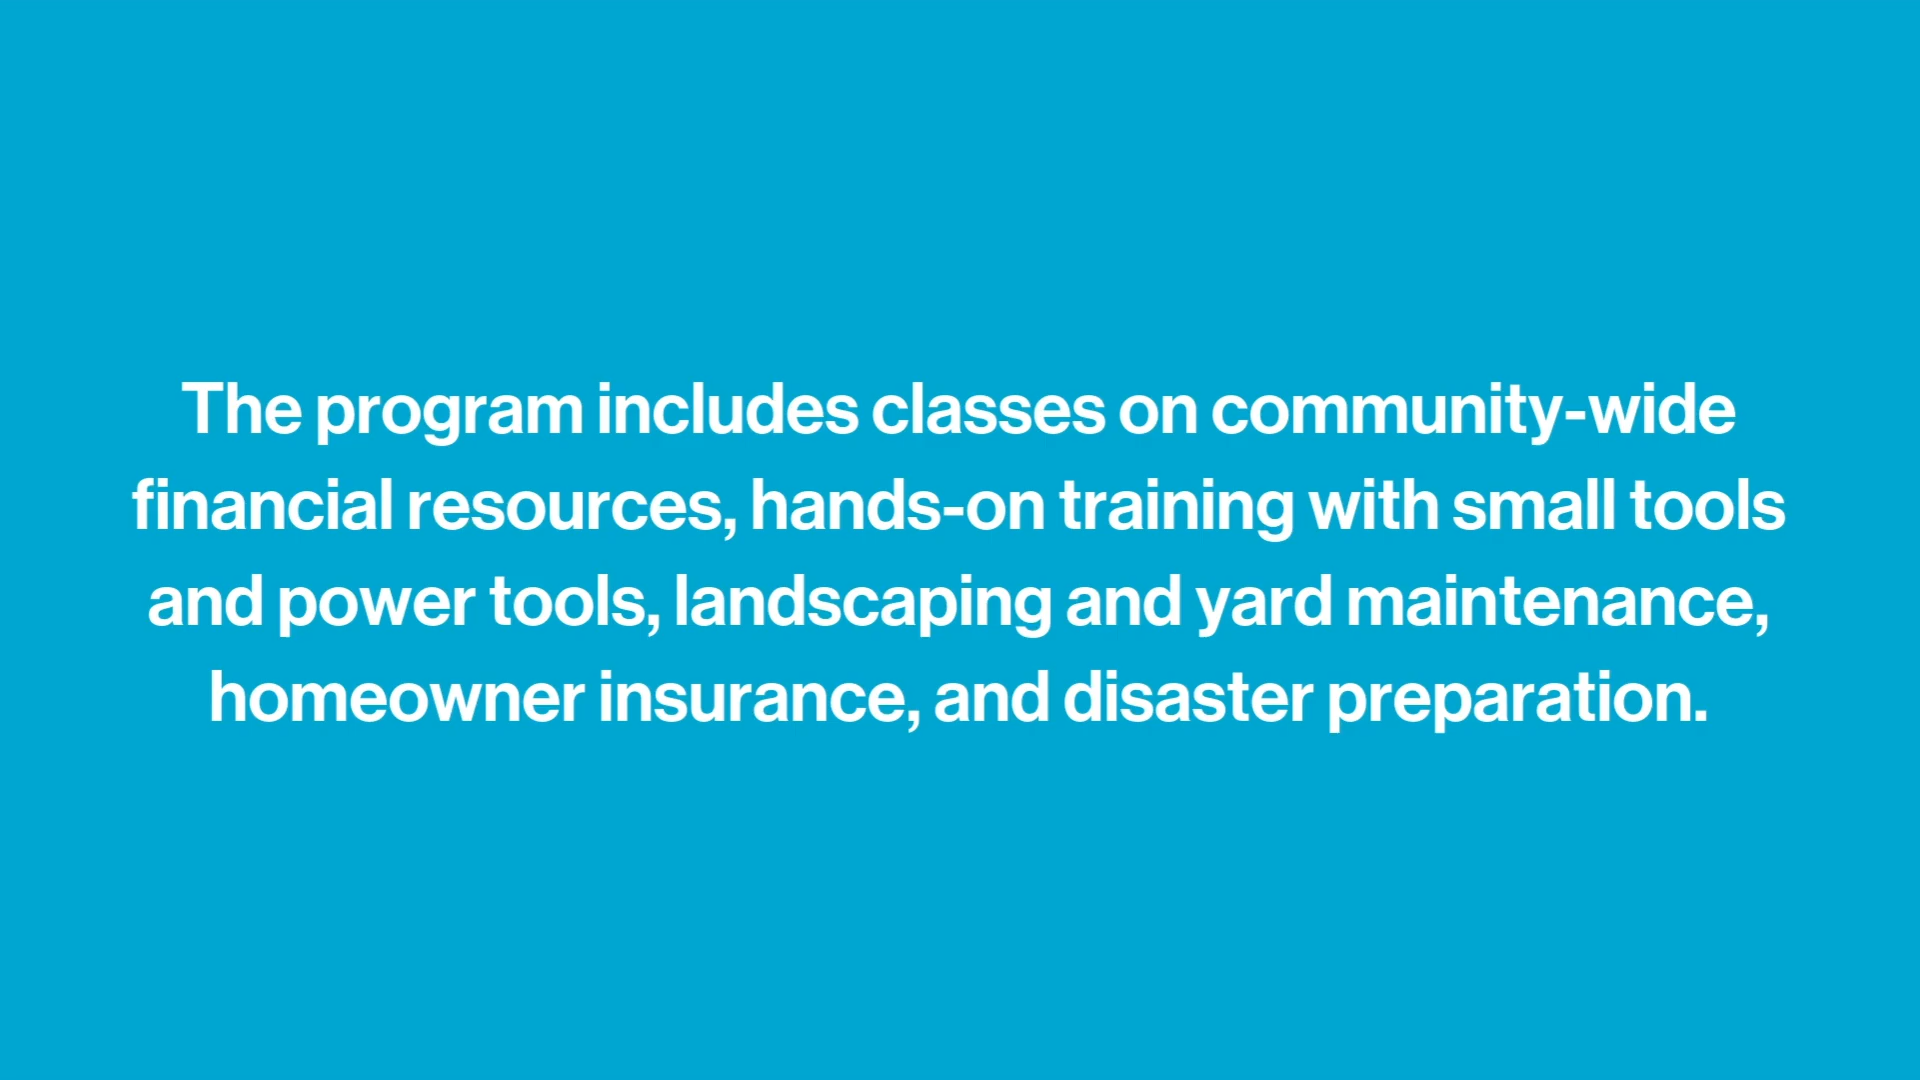 The program includes classes on community-wide
financial resources, hands-on training with small tools
and power tools, landscaping and yard maintenance,
homeowner insurance, and disaster preparation.